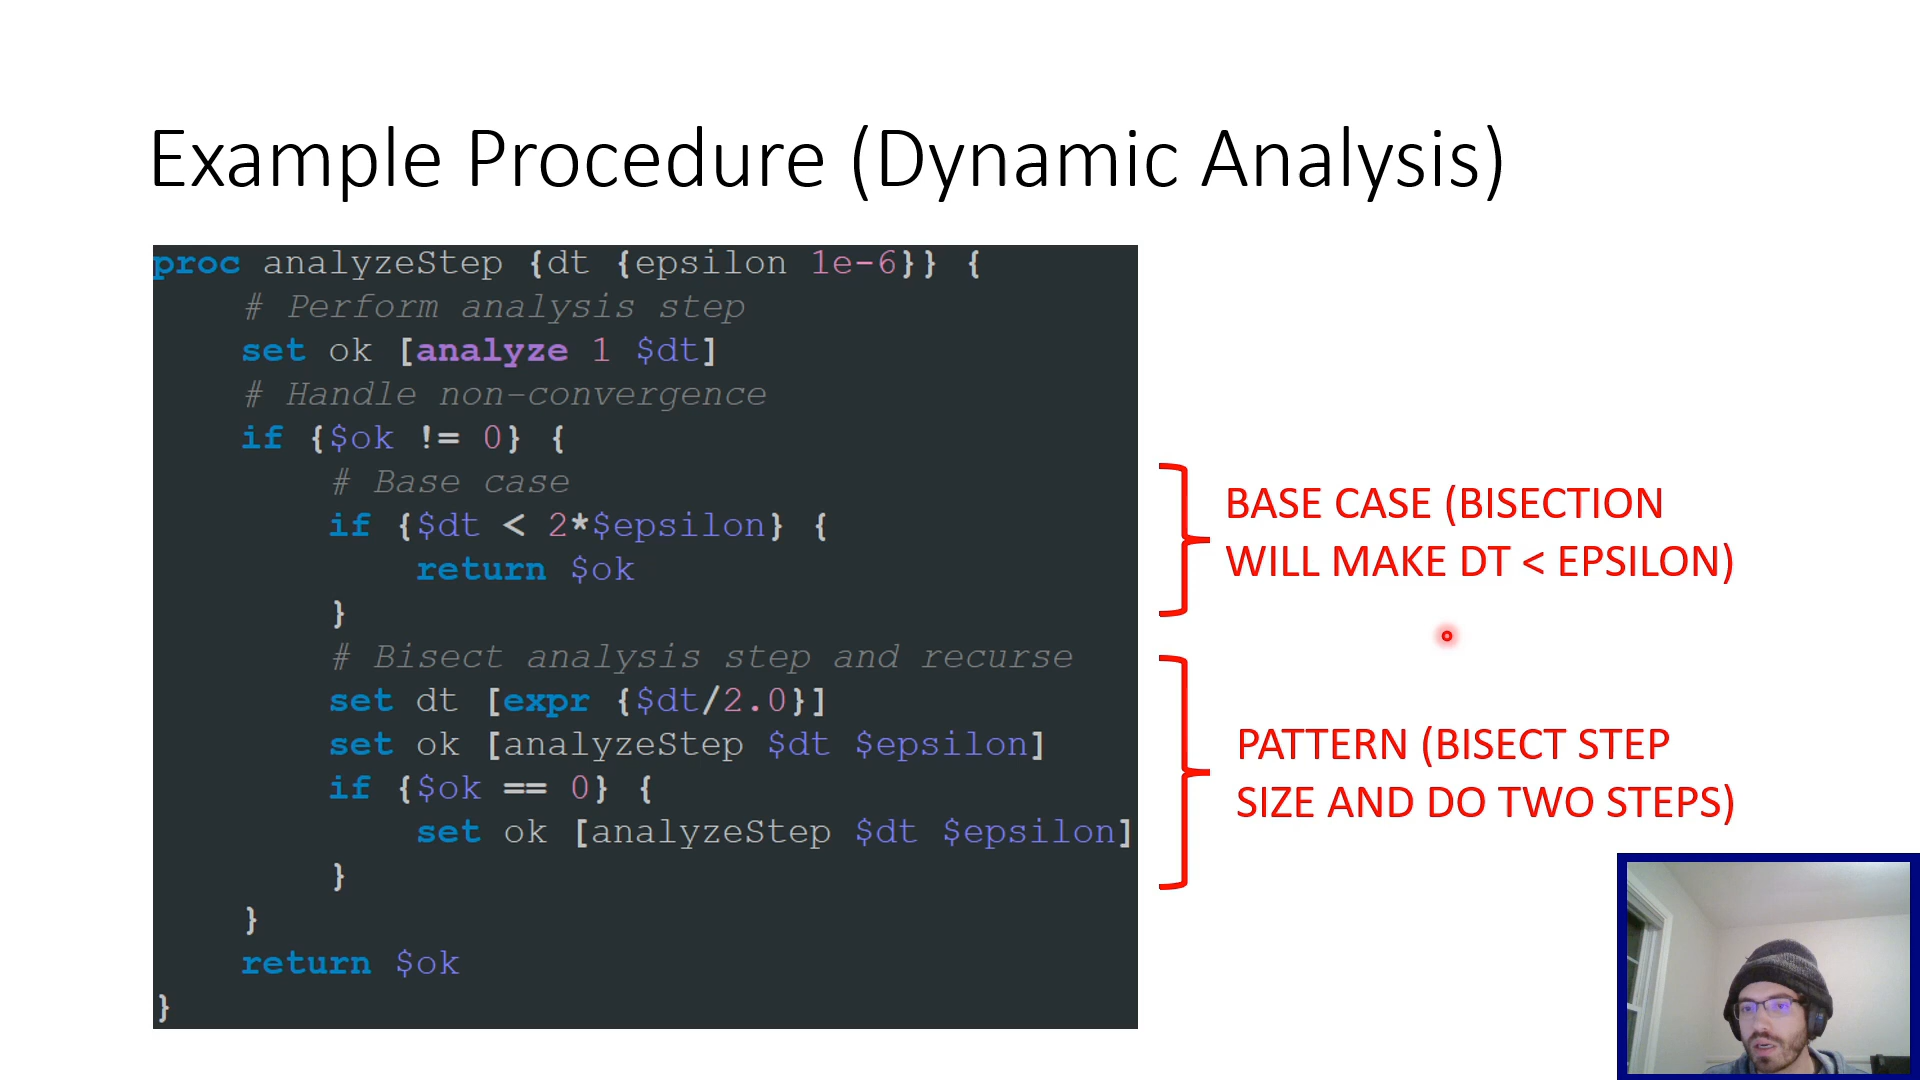 Example Procedure (Dynamic Analysis)
proc analyzeStep {dt {epsilon 1e-6}} {
    # Perform analysis step
    set ok [analyze 1 $dt]
    # Handle non-convergence
    if {$ok != 0} {
        # Base case
        if {$dt < 2*$epsilon} {
            return $ok
        }
        # Bisect analysis step and recurse
        set dt [expr {$dt/2.0}]
        set ok [analyzeStep $dt $epsilon]
        if {$ok == 0} {
            set ok [analyzeStep $dt $epsilon]
        }
    }
    return $ok
}
BASE CASE (BISECTION
WILL MAKE DT < EPSILON)
PATTERN (BISECT STEP
SIZE AND DO TWO STEPS)